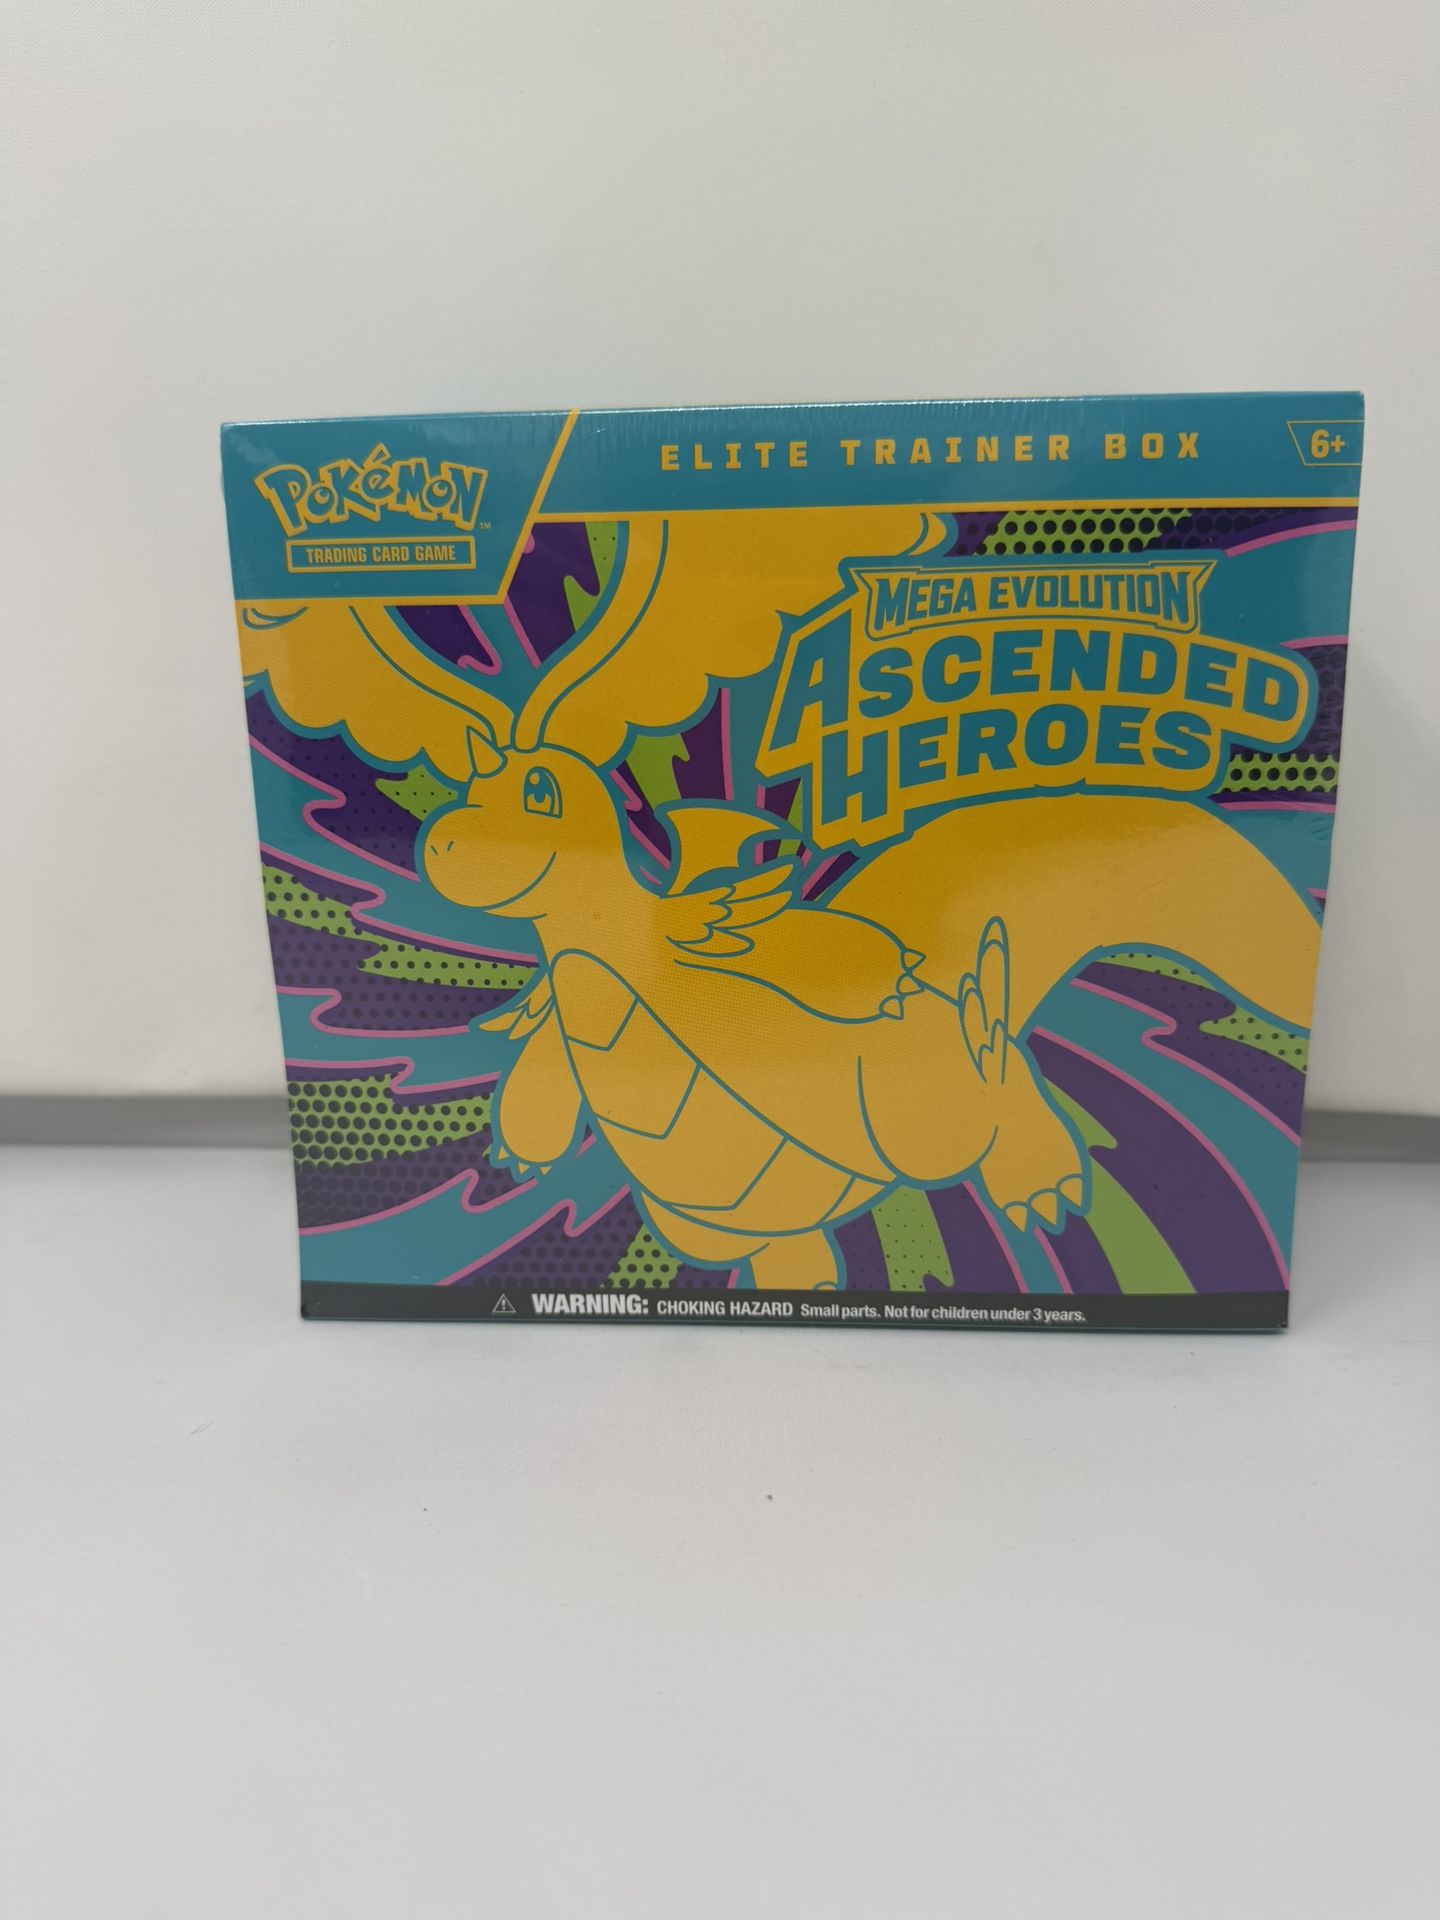 ELITE TRAINER BOX
6+
POKéMON™
TRADING CARD GAME
MEGA EVOLUTION
ASCENDED
HEROES
⚠ WARNING: CHOKING HAZARD Small parts. Not for children under 3 years.